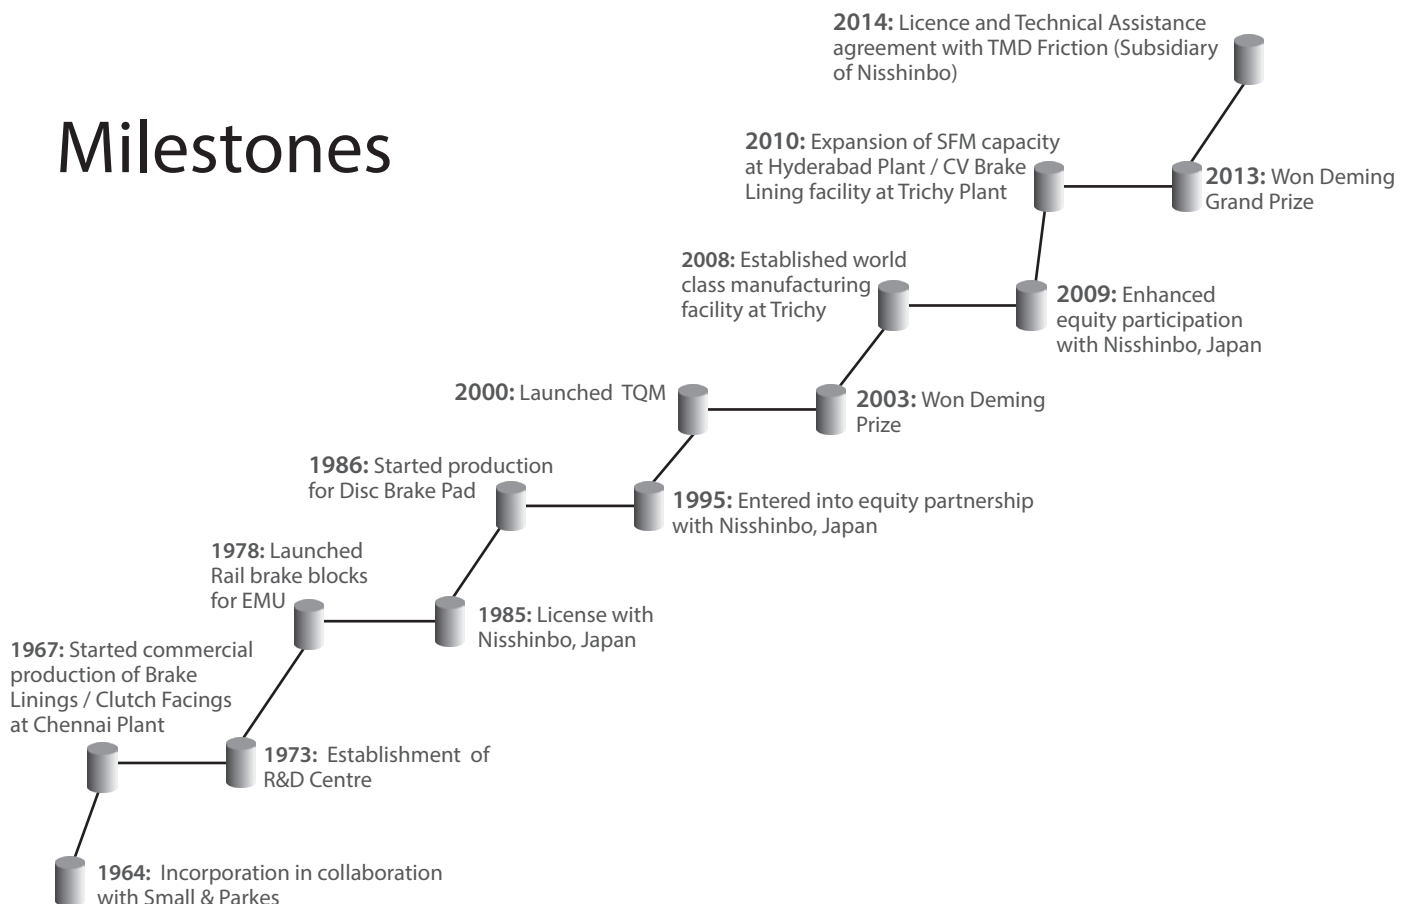 Milestones
2014: Licence and Technical Assistance
agreement with TMD Friction (Subsidiary
of Nisshinbo)
2010: Expansion of SFM capacity
at Hyderabad Plant / CV Brake
Lining facility at Trichy Plant
2013: Won Deming
Grand Prize
2008: Established world
class manufacturing
facility at Trichy
2009: Enhanced
equity participation
with Nisshinbo, Japan
2000: Launched TQM
2003: Won Deming
Prize
1986: Started production
for Disc Brake Pad
1995: Entered into equity partnership
with Nisshinbo, Japan
1978: Launched
Rail brake blocks
for EMU
1985: License with
Nisshinbo, Japan
1967: Started commercial
production of Brake
Linings / Clutch Facings
at Chennai Plant
1973: Establishment of
R&D Centre
1964: Incorporation in collaboration
with Small & Parkes